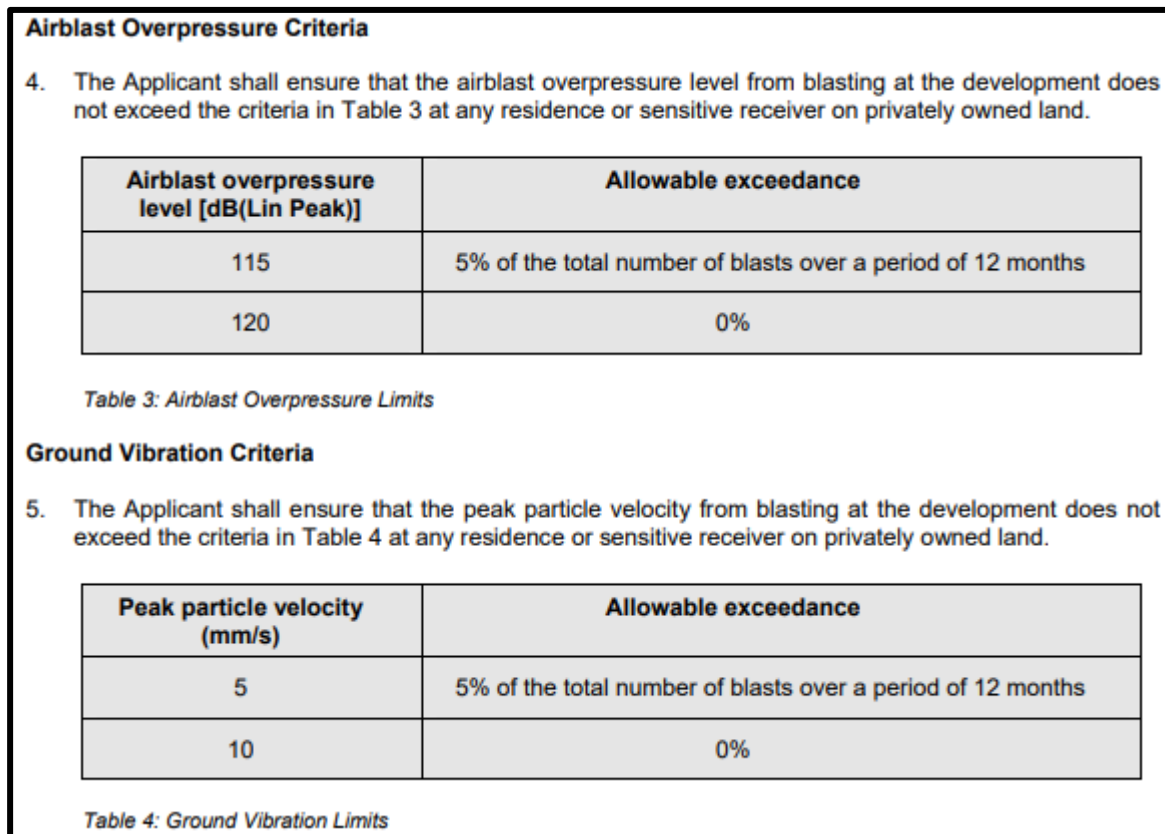 Airblast Overpressure Criteria
4. The Applicant shall ensure that the airblast overpressure level from blasting at the development does
not exceed the criteria in Table 3 at any residence or sensitive receiver on privately owned land.
Airblast overpressure
level [dB(Lin Peak)]
Allowable exceedance
115
5% of the total number of blasts over a period of 12 months
120
0%
Table 3: Airblast Overpressure Limits
Ground Vibration Criteria
5. The Applicant shall ensure that the peak particle velocity from blasting at the development does not
exceed the criteria in Table 4 at any residence or sensitive receiver on privately owned land.
Peak particle velocity
(mm/s)
Allowable exceedance
5
5% of the total number of blasts over a period of 12 months
10
0%
Table 4: Ground Vibration Limits